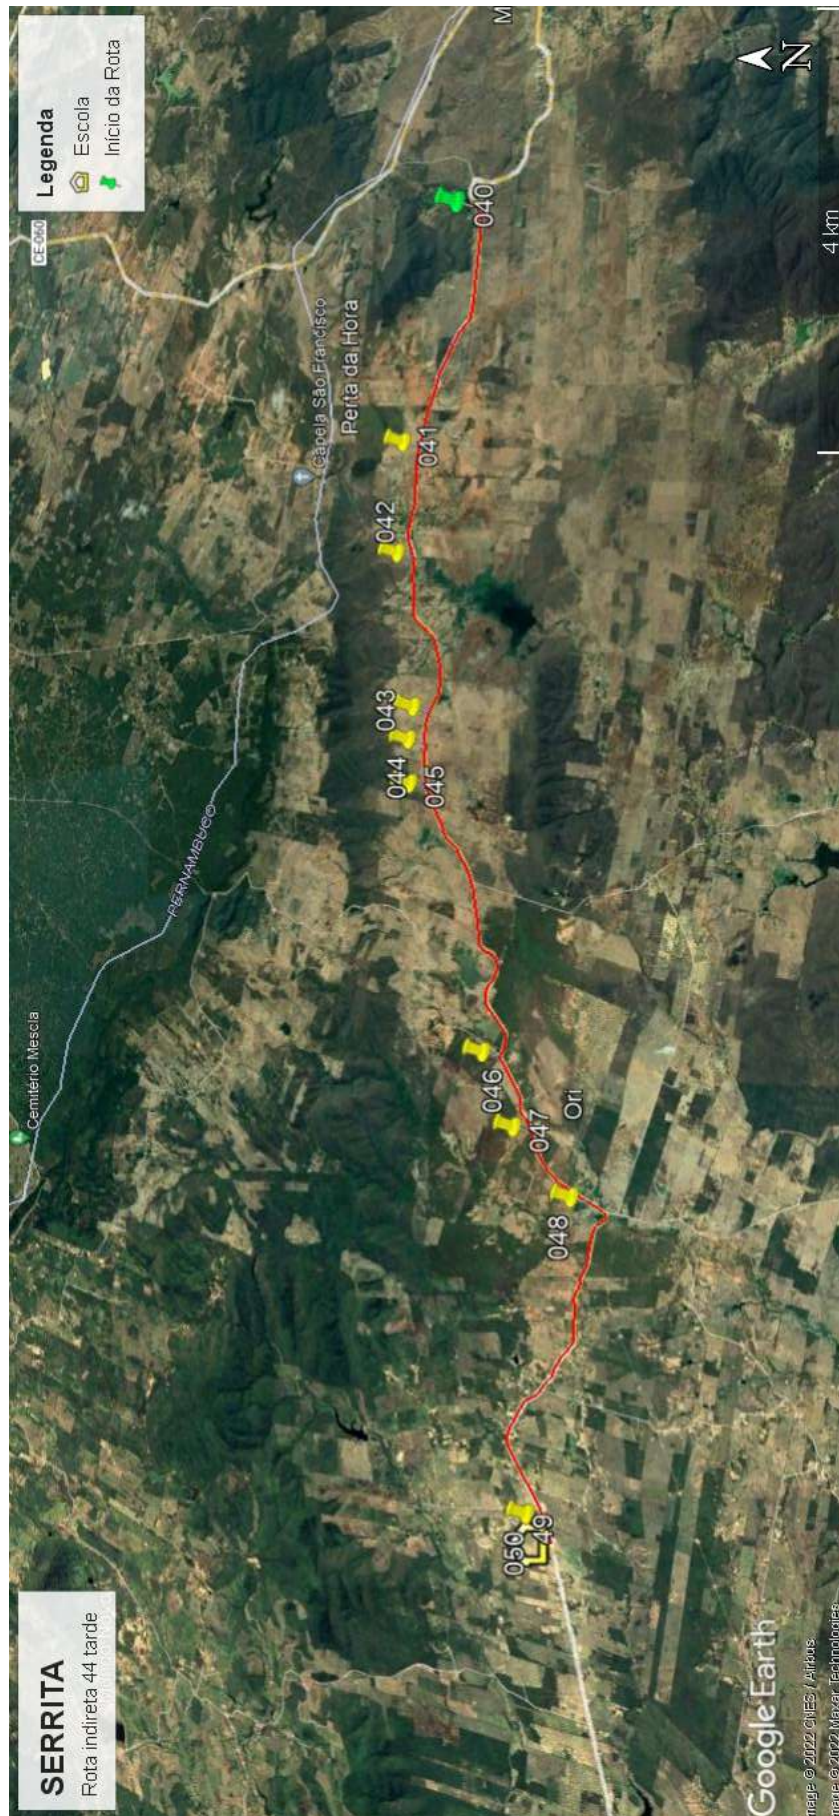 SERRITA
Rota indireta 44 tarde
Legenda
Escola
Início da Rota
CE-060
Cemitério Mescla
PERNAMBUCO
Capela São Francisco
Perta da Hora
M
040
041
042
043
044
045
046
047
Ori
048
49
050
N
4 km
Google Earth
Image © 2022 CNES / Airbus
Image © 2022 Maxar Technologies